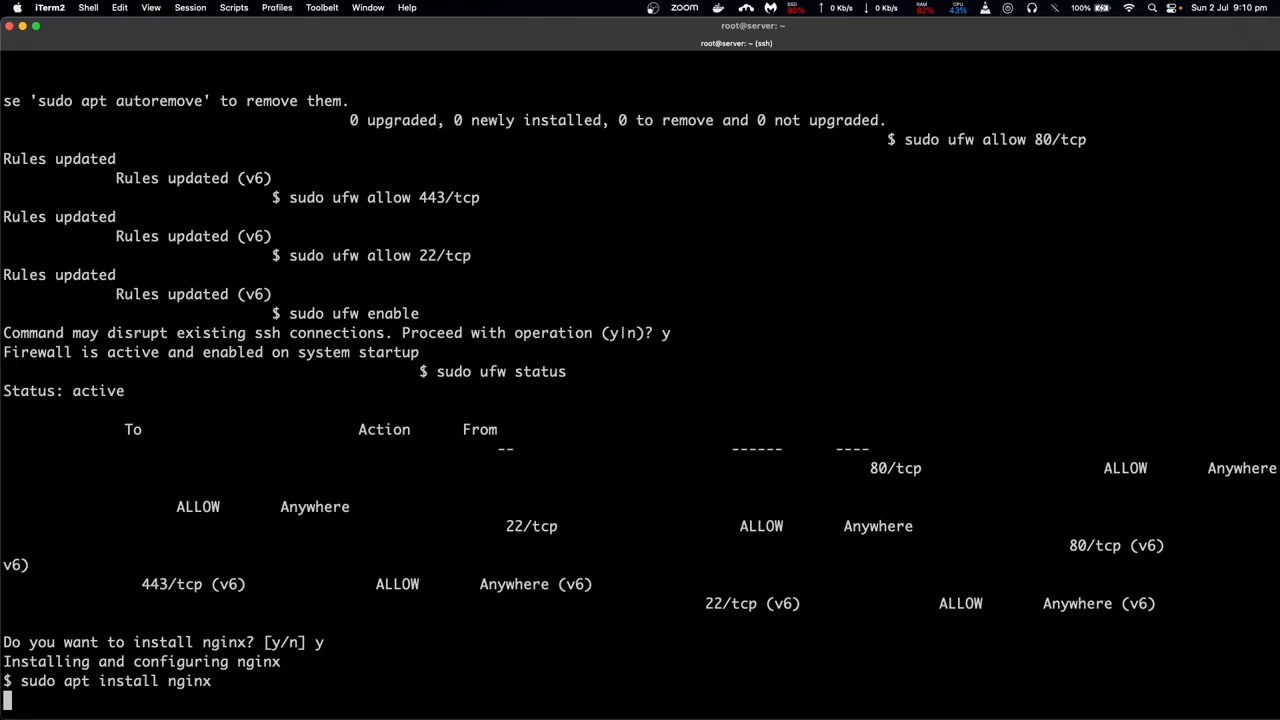 iTerm2 Shell Edit View Session Scripts Profiles Toolbelt Window Help zoom SSD 90% ↑ 0 Kb/s ↓ 0 Kb/s RAM 82% CPU 43% 100% Sun 2 Jul 9:10 pm
root@server: ~
root@server: ~ (ssh)
se 'sudo apt autoremove' to remove them.
0 upgraded, 0 newly installed, 0 to remove and 0 not upgraded.
$ sudo ufw allow 80/tcp
Rules updated
Rules updated (v6)
$ sudo ufw allow 443/tcp
Rules updated
Rules updated (v6)
$ sudo ufw allow 22/tcp
Rules updated
Rules updated (v6)
$ sudo ufw enable
Command may disrupt existing ssh connections. Proceed with operation (y|n)? y
Firewall is active and enabled on system startup
$ sudo ufw status
Status: active
To Action From
-- ------ ----
80/tcp ALLOW Anywhere
ALLOW Anywhere
22/tcp ALLOW Anywhere
80/tcp (v6)
v6)
443/tcp (v6) ALLOW Anywhere (v6)
22/tcp (v6) ALLOW Anywhere (v6)
Do you want to install nginx? [y/n] y
Installing and configuring nginx
$ sudo apt install nginx